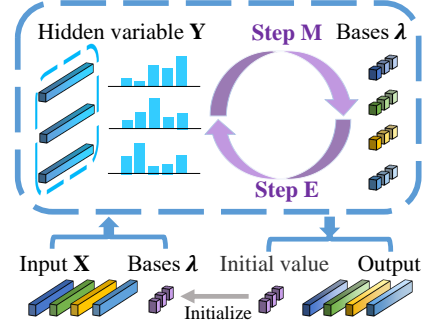 Hidden variable Y
Step M
Bases λ
Step E
Input X
Bases λ
Initial value
Output
Initialize